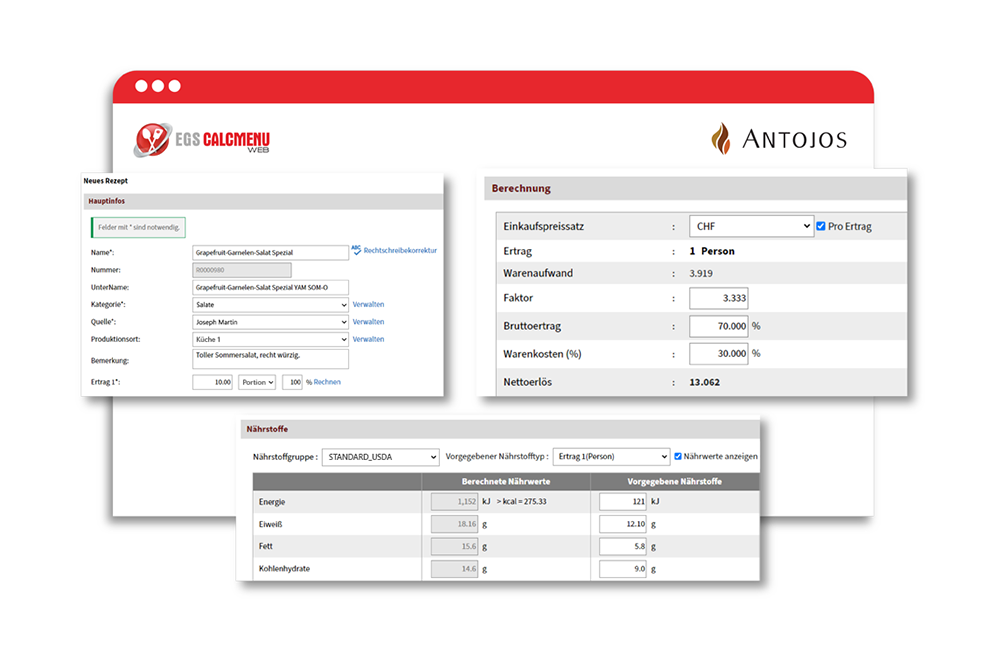 EGS CALCMENU
WEB
ANTOJOS
Neues Rezept
Hauptinfos
Felder mit * sind notwendig.
Name*: Grapefruit-Garnelen-Salat Spezial ABC Rechtschreibekorrektur
Nummer: R0000980
UnterName: Grapefruit-Garnelen-Salat Spezial YAM SOM-O
Kategorie*: Salate Verwalten
Quelle*: Joseph Martin Verwalten
Produktionsort: Küche 1 Verwalten
Bemerkung: Toller Sommersalat, recht würzig.
Ertrag 1*: 10.00 Portion 100 % Rechnen
Berechnung
Einkaufspreissatz : CHF Pro Ertrag
Ertrag : 1 Person
Warenaufwand : 3.919
Faktor : 3.333
Bruttoertrag : 70.000 %
Warenkosten (%) : 30.000 %
Nettoerlös : 13.062
Nährstoffe
Nährstoffgruppe : STANDARD_USDA Vorgegebener Nährstofftyp : Ertrag 1(Person) Nährwerte anzeigen
Berechnete Nährwerte Vorgegebene Nährstoffe
Energie 1,152 kJ > kcal = 275.33 121 kJ
Eiweiß 18.16 g 12.10 g
Fett 15.6 g 5.8 g
Kohlenhydrate 14.6 g 9.0 g